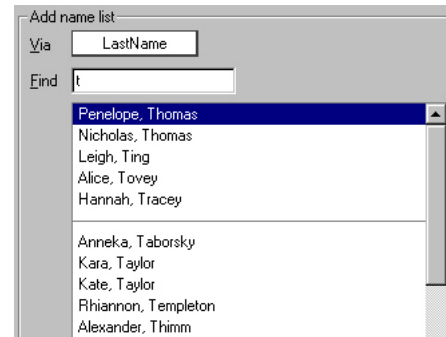 Add name list
Via LastName
Find t
Penelope, Thomas
Nicholas, Thomas
Leigh, Ting
Alice, Tovey
Hannah, Tracey
Anneka, Taborsky
Kara, Taylor
Kate, Taylor
Rhiannon, Templeton
Alexander, Thimm